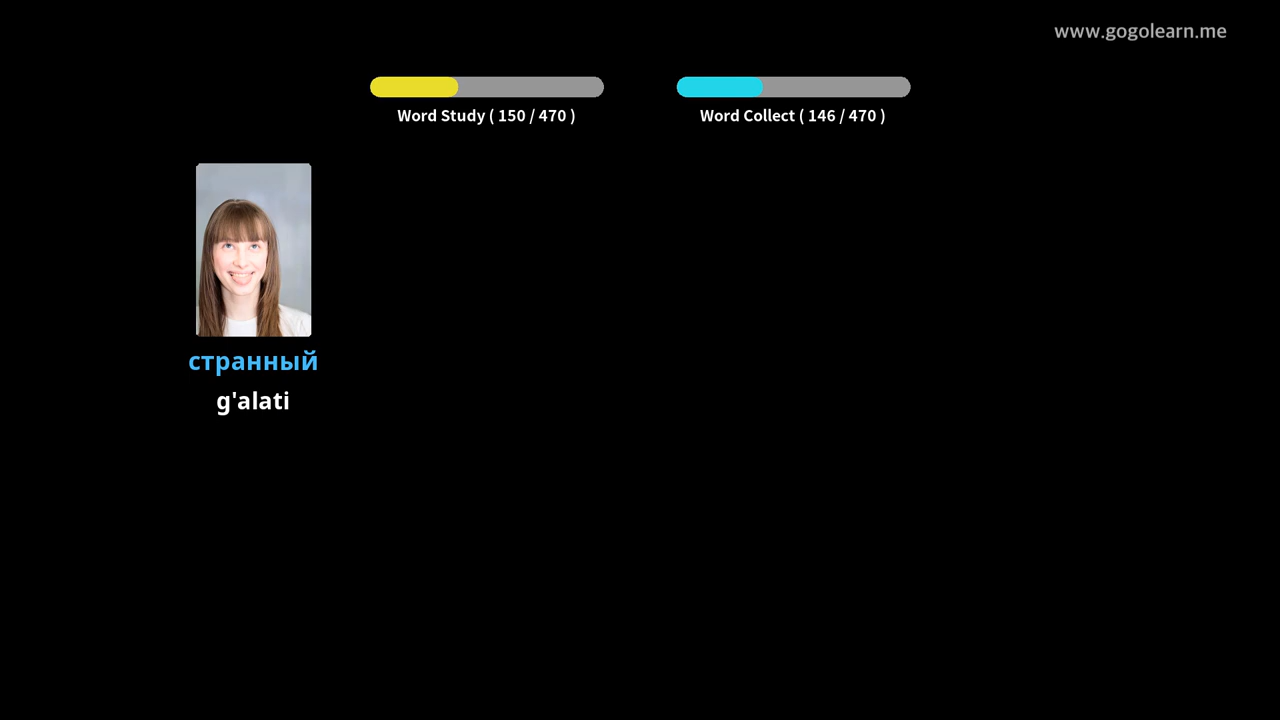 www.gogolearn.me
Word Study ( 150 / 470 )
Word Collect ( 146 / 470 )
странный
g'alati